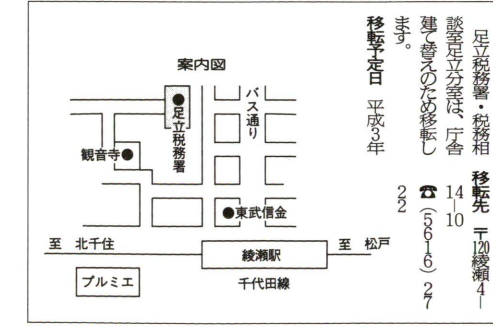 足立税務署・税務相
談室足立分室は、庁舎
建て替えのため移転し
ます。
移転予定日 平成3年
移転先 〒120綾瀬4-
14-10
☎(5616)27
22
案内図
バス通り
足立税務署
観音寺
東武信金
至 北千住
綾瀬駅
至 松戸
プルミエ
千代田線